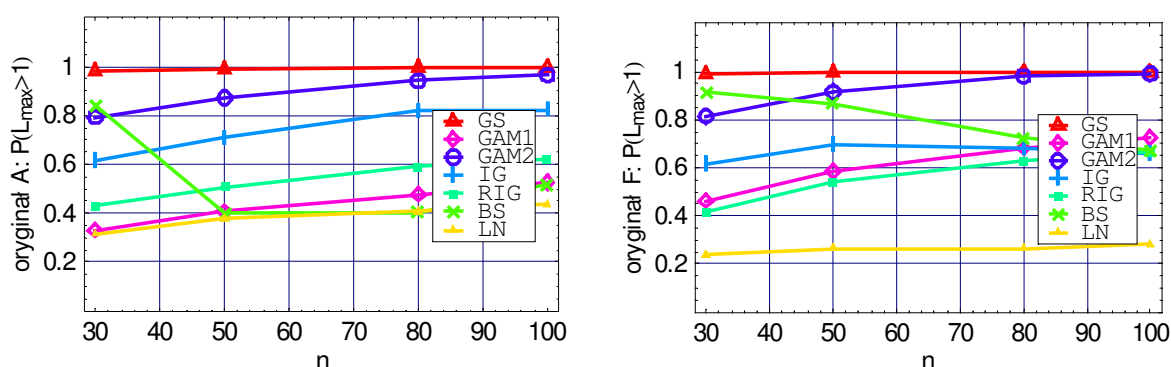 oryginał A: P(Lmax>1)
1
0.8
0.6
0.4
0.2
30 40 50 60 70 80 90 100
n
GS
GAM1
GAM2
IG
RIG
BS
LN
oryginał F: P(Lmax>1)
1
0.8
0.6
0.4
0.2
30 40 50 60 70 80 90 100
n
GS
GAM1
GAM2
IG
RIG
BS
LN